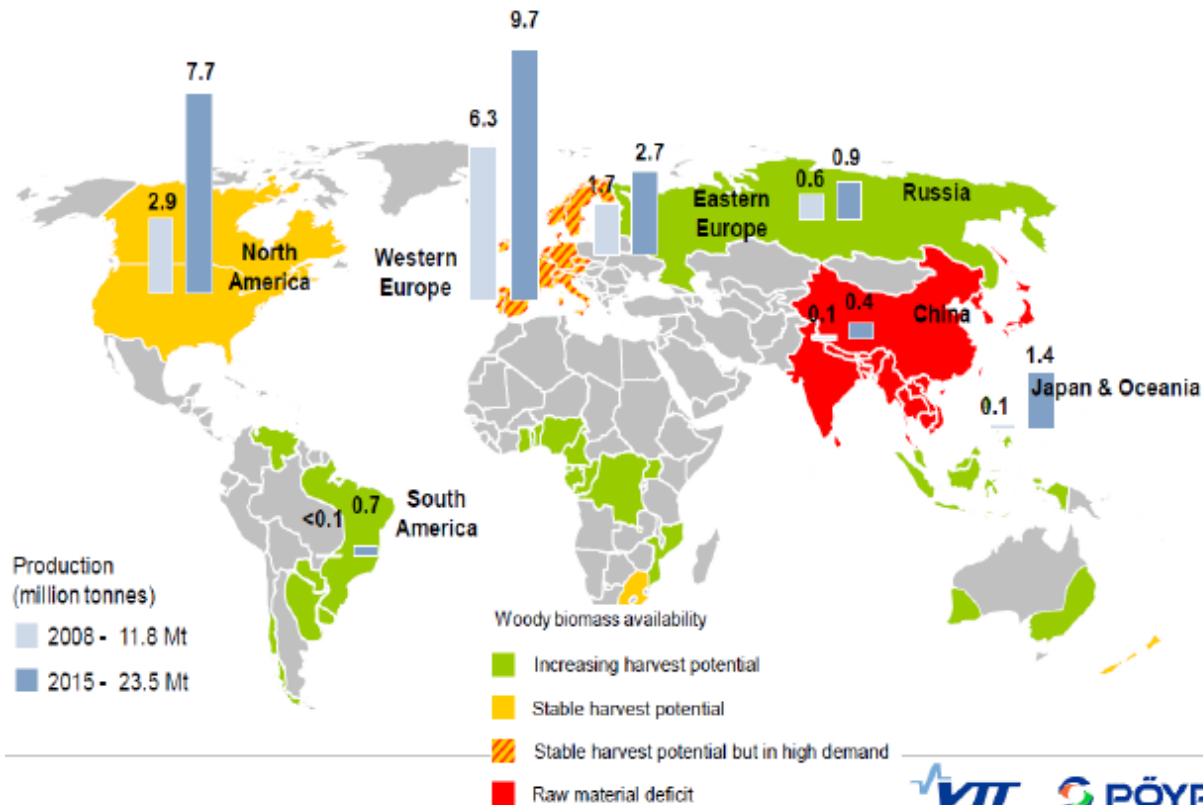 9.7
7.7
6.3
2.7
1.7
0.9
0.6
2.9
Russia
Eastern
Europe
North
America
Western
Europe
0.1
0.4
China
1.4
Japan & Oceania
0.1
<0.1
0.7
South
America
Production
(million tonnes)
2008 - 11.8 Mt
2015 - 23.5 Mt
Woody biomass availability
Increasing harvest potential
Stable harvest potential
Stable harvest potential but in high demand
Raw material deficit
VTT
PÖYR